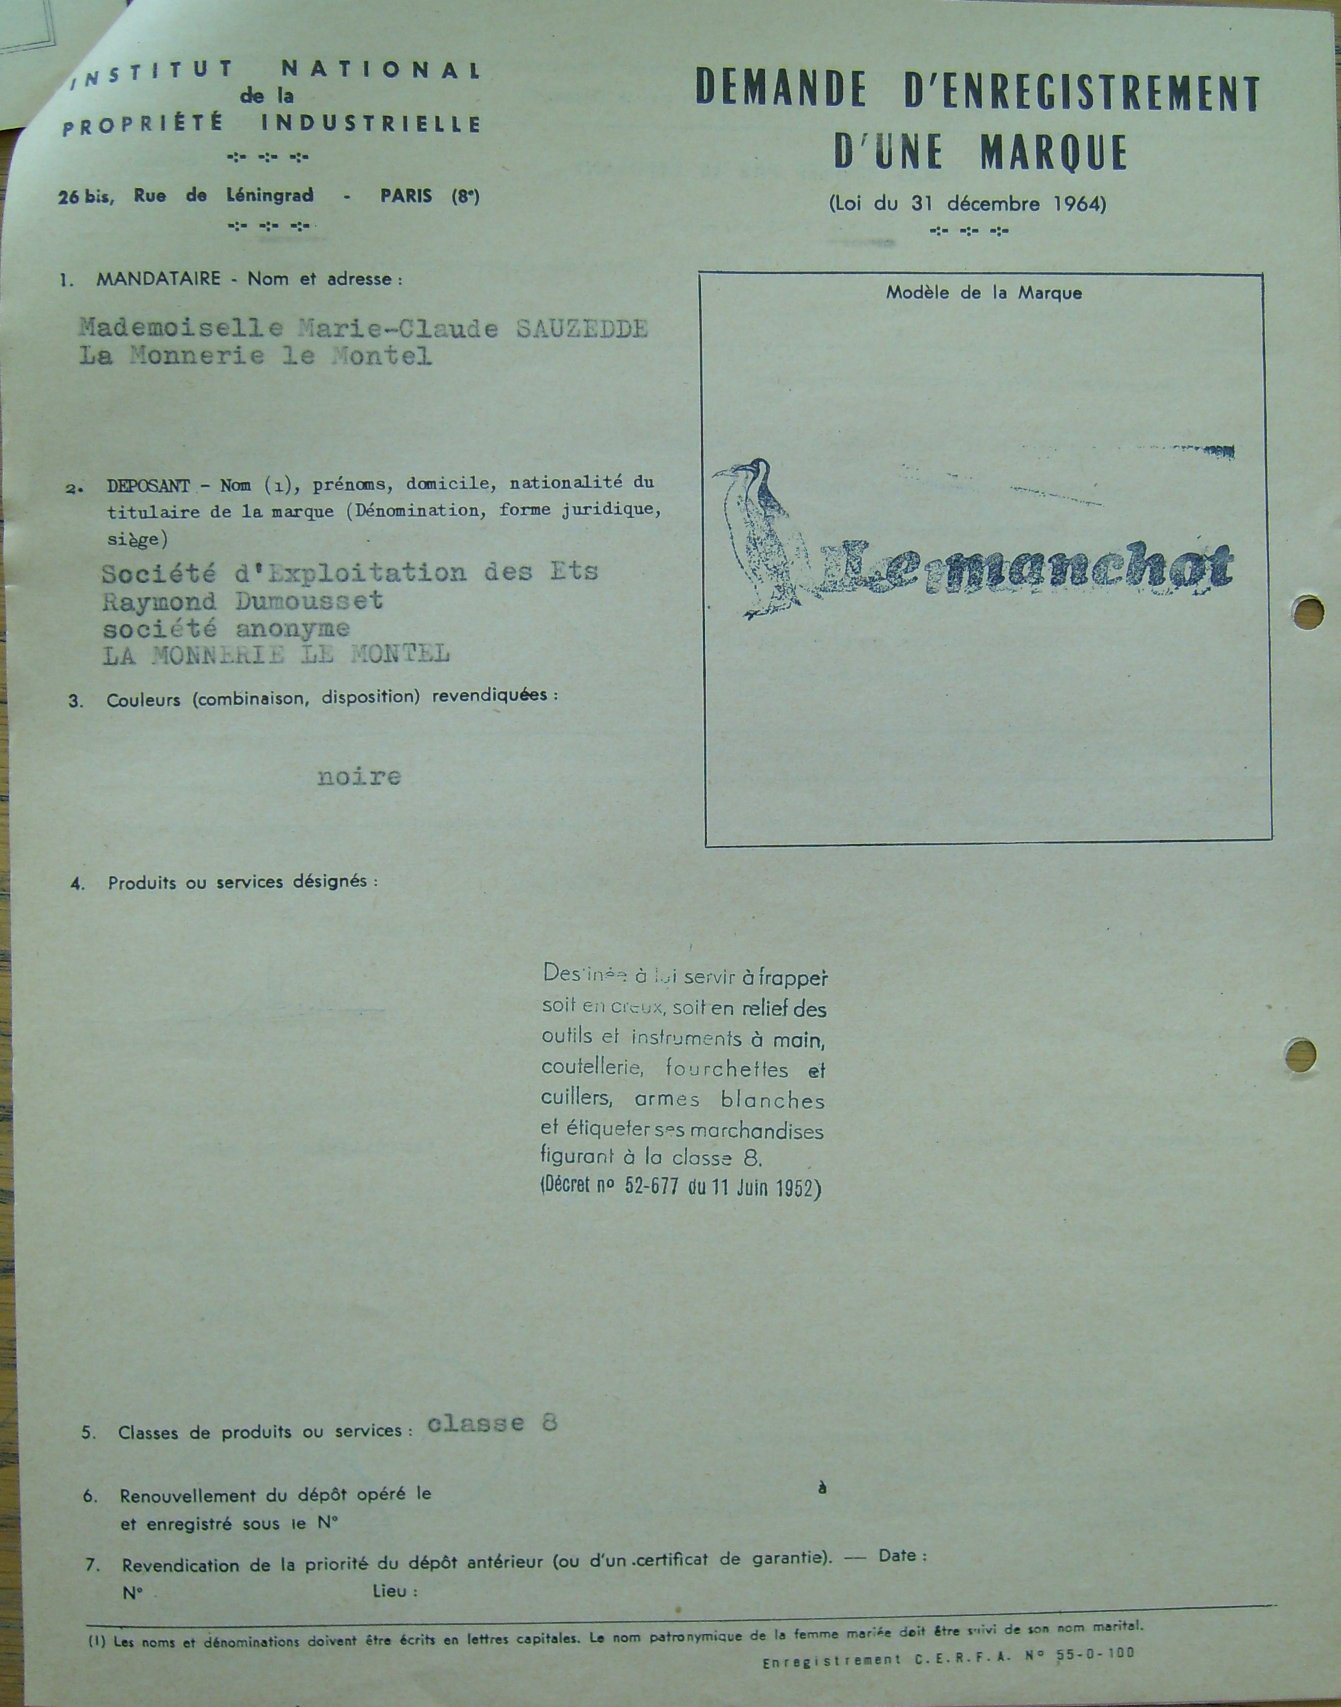 INSTITUT NATIONAL
de la
PROPRIÉTÉ INDUSTRIELLE
26 bis, Rue de Léningrad - PARIS (8e)
DEMANDE D'ENREGISTREMENT
D'UNE MARQUE
(Loi du 31 décembre 1964)
1. MANDATAIRE - Nom et adresse :
Mademoiselle Marie-Claude SAUZEDDE
La Monnerie le Montel
Modèle de la Marque
Le manchot
2. DEPOSANT - Nom (1), prénoms, domicile, nationalité du
titulaire de la marque (Dénomination, forme juridique,
siège)
Société d'Exploitation des Ets
Raymond Dumousset
société anonyme
LA MONNERIE LE MONTEL
3. Couleurs (combinaison, disposition) revendiquées :
noire
4. Produits ou services désignés :
Destinée à lui servir à frapper
soit en creux, soit en relief des
outils et instruments à main,
coutellerie, fourchettes et
cuillers, armes blanches
et étiqueter ses marchandises
figurant à la classe 8.
(Décret nº 52-677 du 11 Juin 1952)
5. Classes de produits ou services : classe 8
6. Renouvellement du dépôt opéré le à
et enregistré sous le N°
7. Revendication de la priorité du dépôt antérieur (ou d'un certificat de garantie). — Date :
N° Lieu :
(1) Les noms et dénominations doivent être écrits en lettres capitales. Le nom patronymique de la femme mariée doit être suivi de son nom marital.
Enregistrement C.E.R.F.A. N° 55-0-100